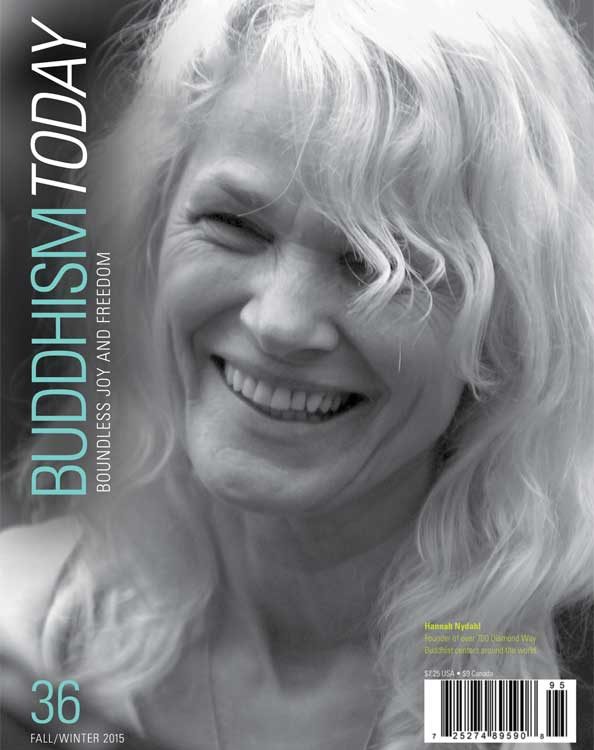 BUDDHISM TODAY
BOUNDLESS JOY AND FREEDOM
Hannah Nydahl
Founder of over 700 Diamond Way
Buddhist centers around the world
$7.25 USA • $9 Canada
95
7 25274 89590 8
36
FALL/WINTER 2015